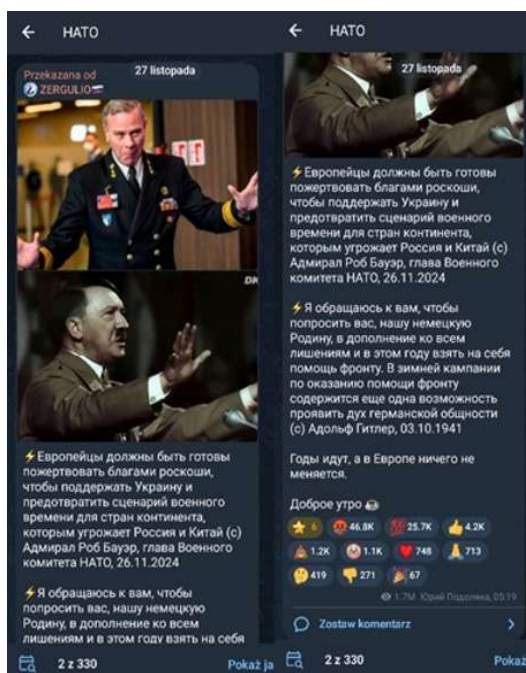 НАТО
Przekazana od
ZERGULIO
27 listopada
DK
⚡Европейцы должны быть готовы
пожертвовать благами роскоши,
чтобы поддержать Украину и
предотвратить сценарий военного
времени для стран континента,
которым угрожает Россия и Китай (с)
Адмирал Роб Бауэр, глава Военного
комитета НАТО, 26.11.2024
⚡Я обращаюсь к вам, чтобы
попросить вас, нашу немецкую
Родину, в дополнение ко всем
лишениям и в этом году взять на себя
2 z 330
Pokaż ja
НАТО
27 listopada
⚡Европейцы должны быть готовы
пожертвовать благами роскоши,
чтобы поддержать Украину и
предотвратить сценарий военного
времени для стран континента,
которым угрожает Россия и Китай (с)
Адмирал Роб Бауэр, глава Военного
комитета НАТО, 26.11.2024
⚡Я обращаюсь к вам, чтобы
попросить вас, нашу немецкую
Родину, в дополнение ко всем
лишениям и в этом году взять на себя
помощь фронту. В зимней кампании
по оказанию помощи фронту
содержится еще одна возможность
проявить дух германской общности
(с) Адольф Гитлер, 03.10.1941
Годы идут, а в Европе ничего не
меняется.
Доброе утро ☕
6 46.8K 25.7K 4.2K
1.2K 1.1K 748 713
419 271 67
1.7M Юрий Подоляка, 05:19
Zostaw komentarz
2 z 330
Pokaż